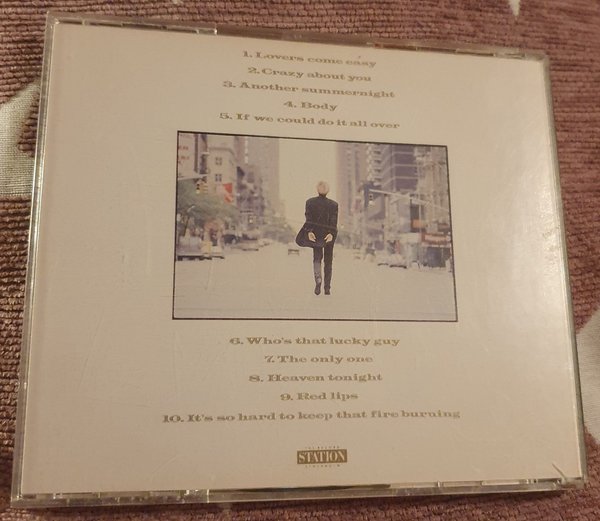 1. Lovers come easy
2. Crazy about you
3. Another summernight
4. Body
5. If we could do it all over
6. Who's that lucky guy
7. The only one
8. Heaven tonight
9. Red lips
10. It's so hard to keep that fire burning
STATION